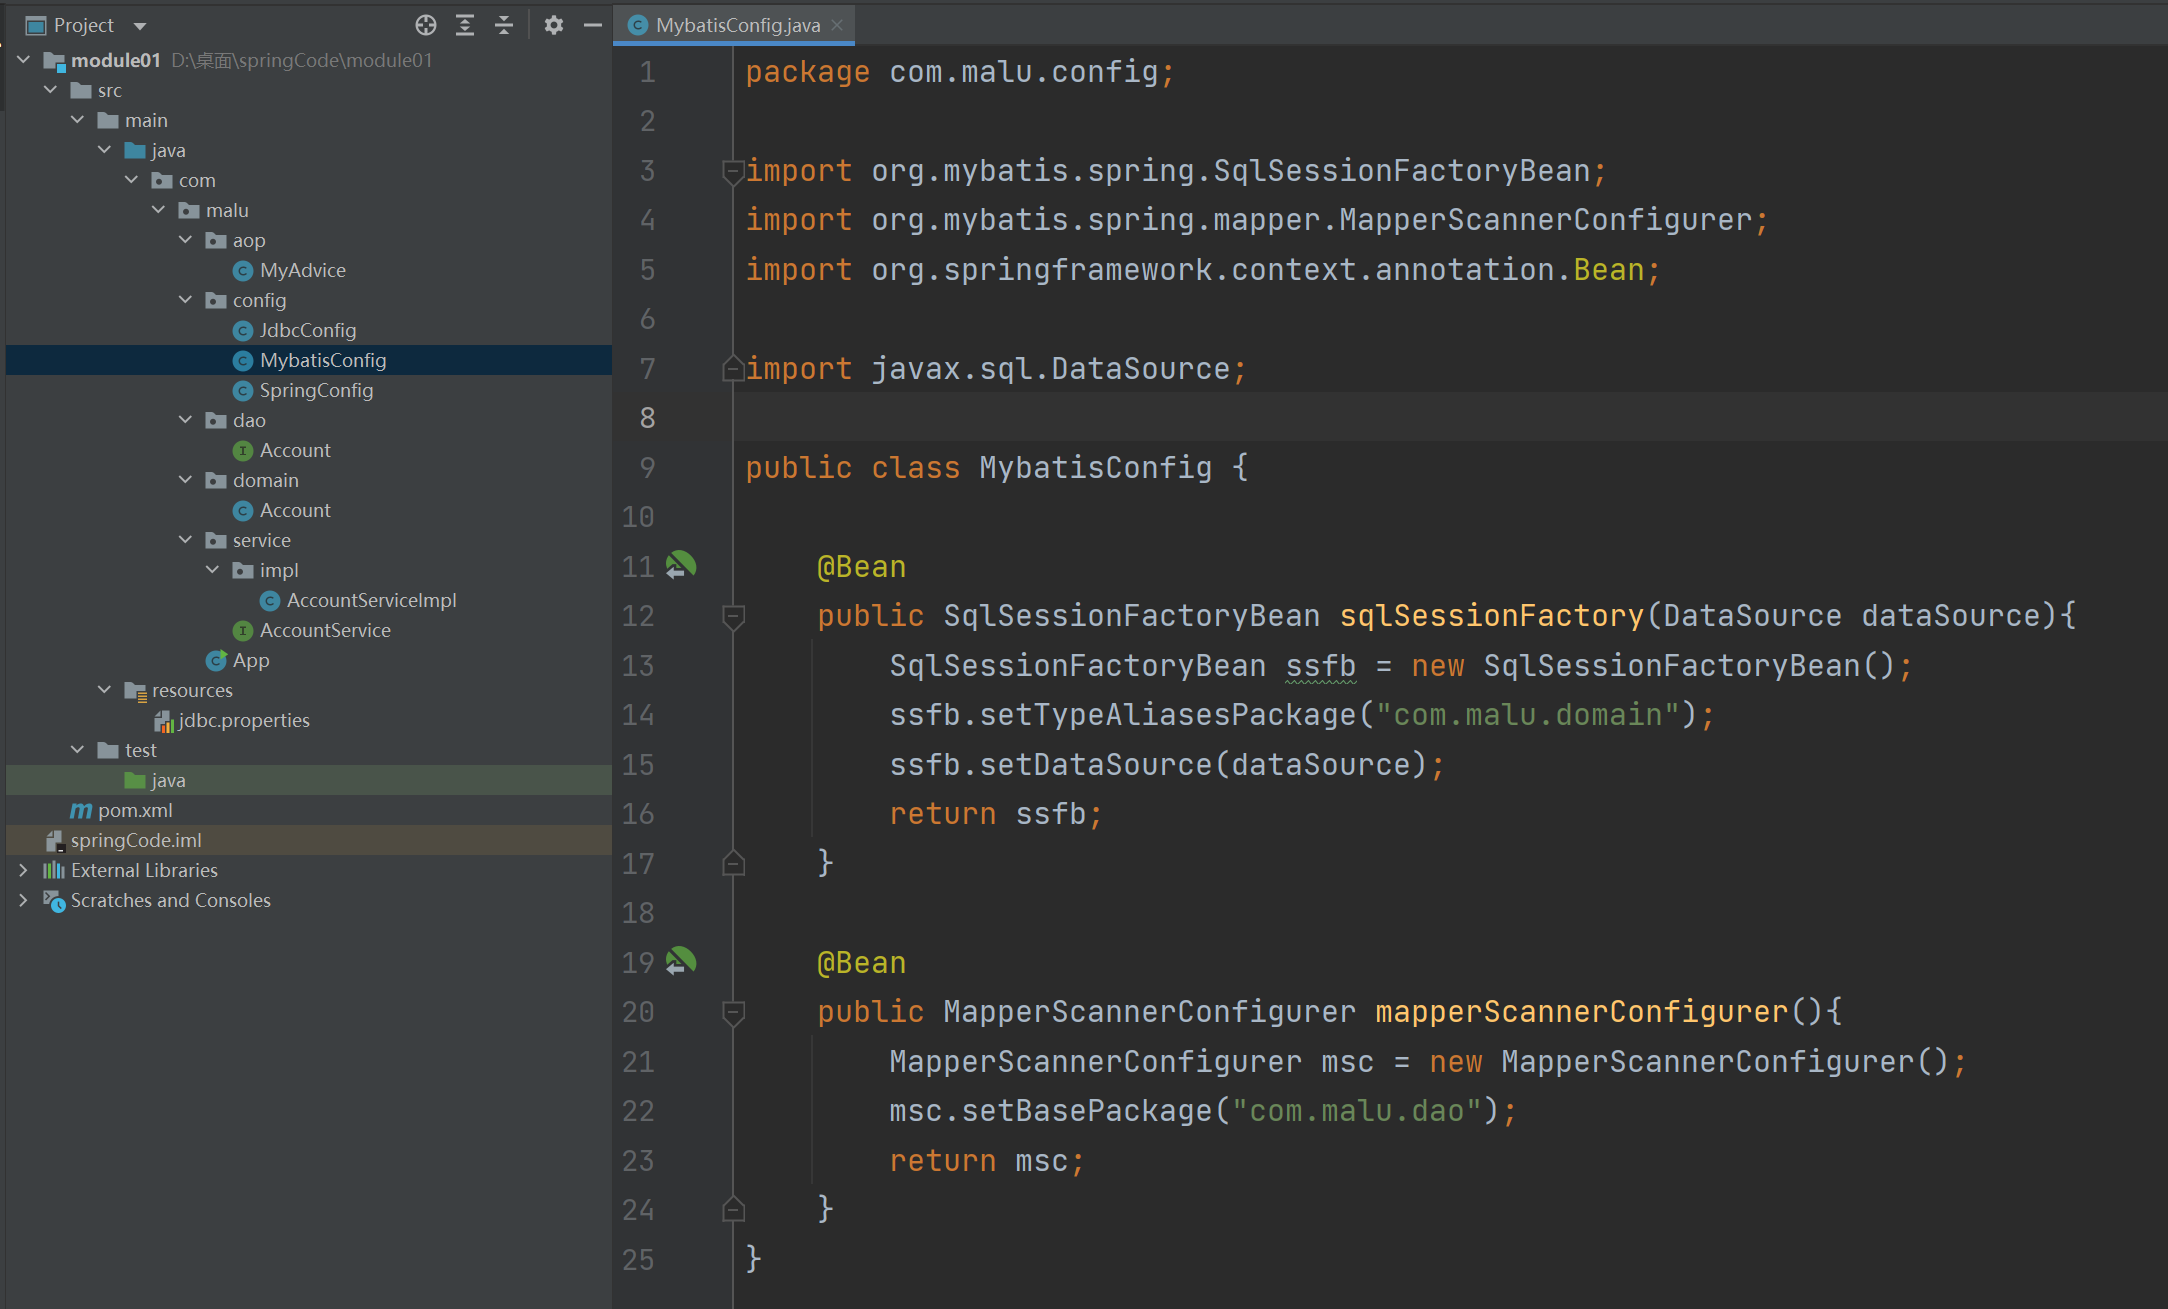 Project
module01 D:\桌面\springCode\module01
src
main
java
com
malu
aop
MyAdvice
config
JdbcConfig
MybatisConfig
SpringConfig
dao
Account
domain
Account
service
impl
AccountServiceImpl
AccountService
App
resources
jdbc.properties
test
java
pom.xml
springCode.iml
External Libraries
Scratches and Consoles
MybatisConfig.java
1 package com.malu.config;
2
3 import org.mybatis.spring.SqlSessionFactoryBean;
4 import org.mybatis.spring.mapper.MapperScannerConfigurer;
5 import org.springframework.context.annotation.Bean;
6
7 import javax.sql.DataSource;
8
9 public class MybatisConfig {
10
11     @Bean
12     public SqlSessionFactoryBean sqlSessionFactory(DataSource dataSource){
13         SqlSessionFactoryBean ssfb = new SqlSessionFactoryBean();
14         ssfb.setTypeAliasesPackage("com.malu.domain");
15         ssfb.setDataSource(dataSource);
16         return ssfb;
17     }
18
19     @Bean
20     public MapperScannerConfigurer mapperScannerConfigurer(){
21         MapperScannerConfigurer msc = new MapperScannerConfigurer();
22         msc.setBasePackage("com.malu.dao");
23         return msc;
24     }
25 }